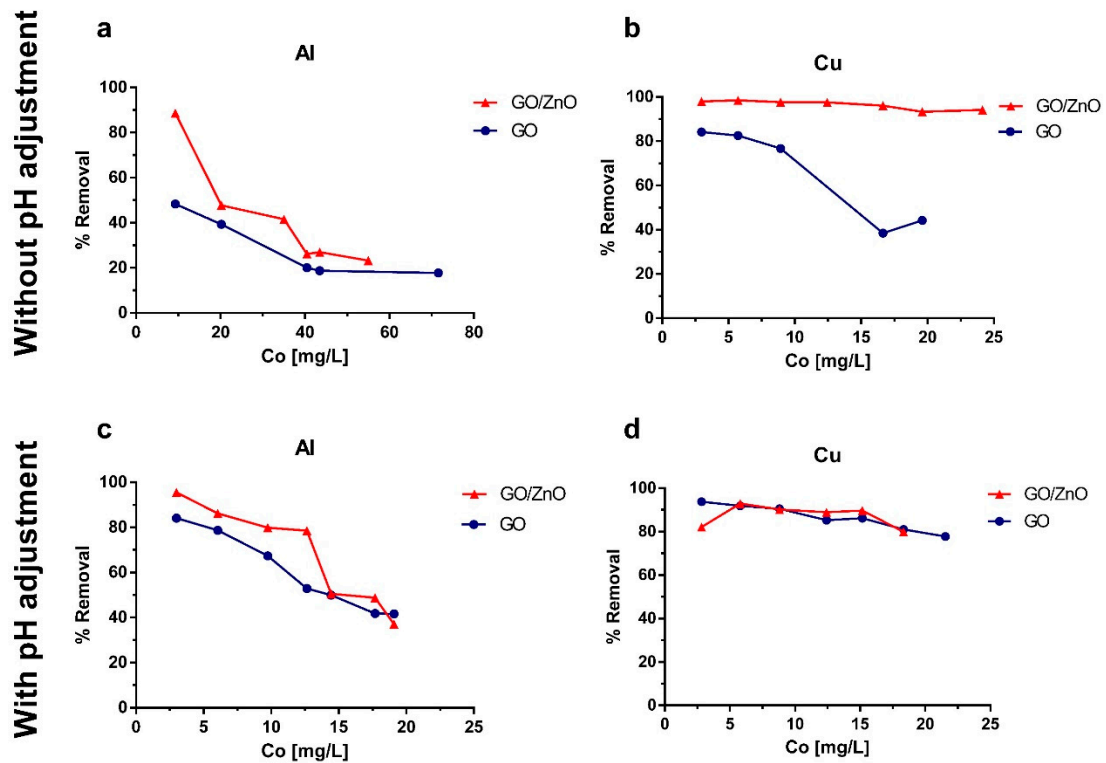 Without pH adjustment
a
Al
% Removal
100
80
60
40
20
0
0 20 40 60 80
Co [mg/L]
GO/ZnO
GO
b
Cu
% Removal
100
80
60
40
20
0
0 5 10 15 20 25
Co [mg/L]
GO/ZnO
GO
With pH adjustment
c
Al
% Removal
100
80
60
40
20
0
0 5 10 15 20 25
Co [mg/L]
GO/ZnO
GO
d
Cu
% Removal
100
80
60
40
20
0
0 5 10 15 20 25
Co [mg/L]
GO/ZnO
GO